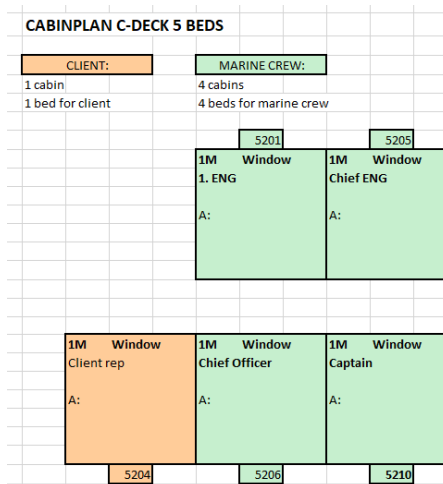 CABINPLAN C-DECK 5 BEDS
CLIENT: MARINE CREW:
1 cabin 4 cabins
1 bed for client 4 beds for marine crew
5201 5205
1M Window 1M Window
1. ENG Chief ENG
A: A:
1M Window 1M Window 1M Window
Client rep Chief Officer Captain
A: A: A:
5204 5206 5210